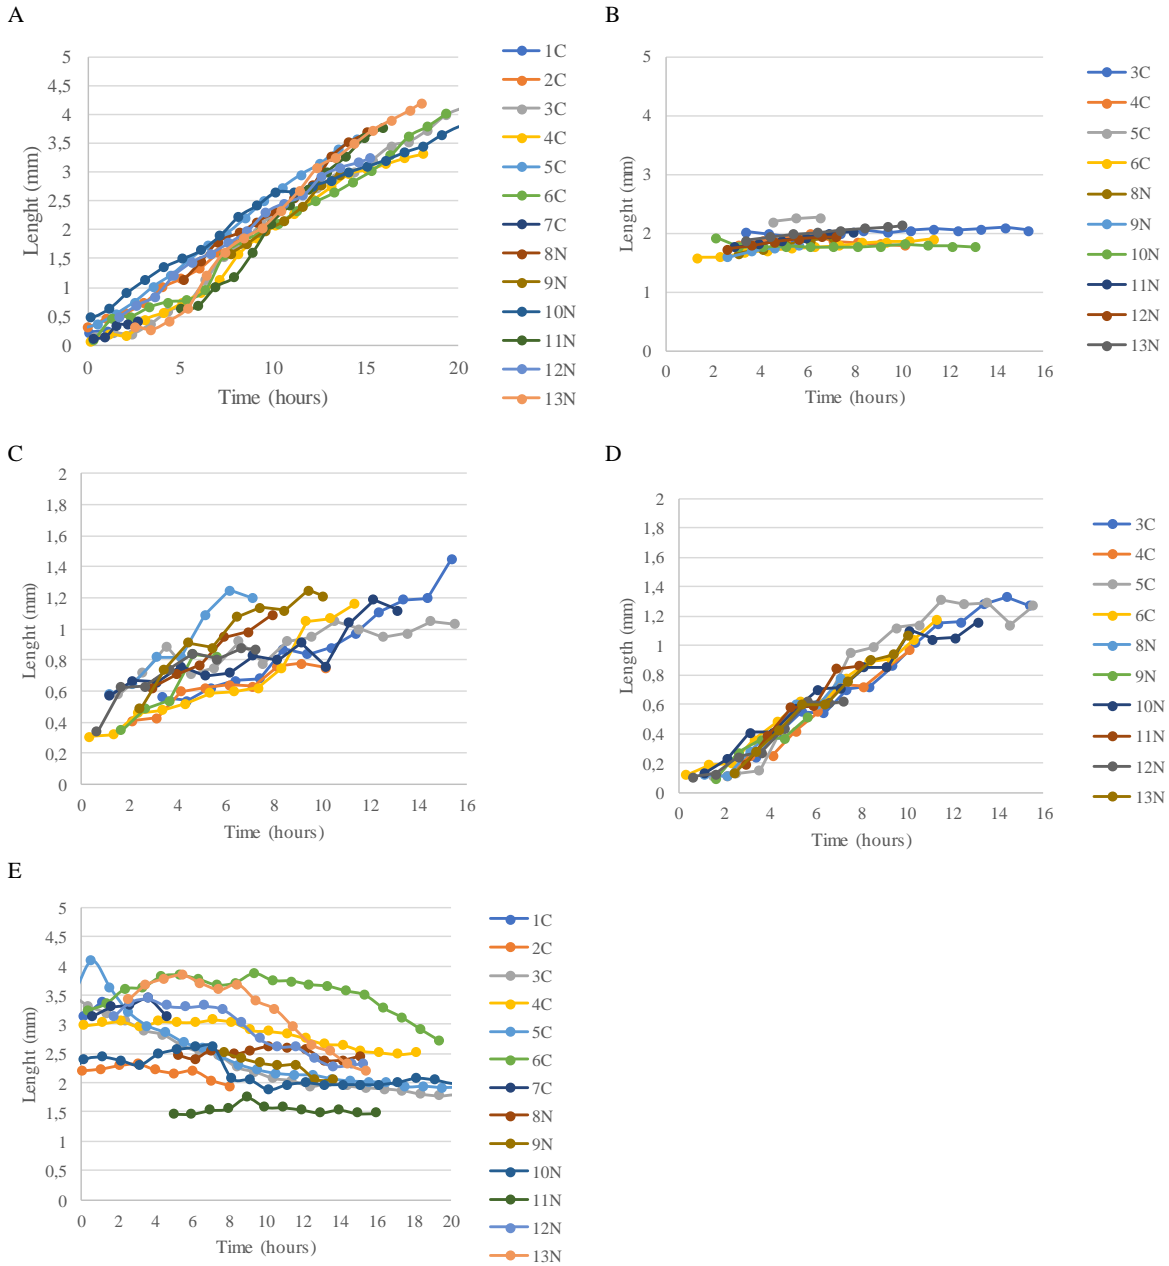 A
5
4,5
4
3,5
3
2,5
2
1,5
1
0,5
0
Lenght (mm)
0 5 10 15 20
Time (hours)
1C
2C
3C
4C
5C
6C
7C
8N
9N
10N
11N
12N
13N
B
5
4
3
2
1
0
Lenght (mm)
0 2 4 6 8 10 12 14 16
Time (hours)
3C
4C
5C
6C
8N
9N
10N
11N
12N
13N
C
2
1,8
1,6
1,4
1,2
1
0,8
0,6
0,4
0,2
0
Lenght (mm)
0 2 4 6 8 10 12 14 16
Time (hours)
D
2
1,8
1,6
1,4
1,2
1
0,8
0,6
0,4
0,2
0
Length (mm)
0 2 4 6 8 10 12 14 16
Time (hours)
3C
4C
5C
6C
8N
9N
10N
11N
12N
13N
E
5
4,5
4
3,5
3
2,5
2
1,5
1
0,5
0
Lenght (mm)
0 2 4 6 8 10 12 14 16 18 20
Time (hours)
1C
2C
3C
4C
5C
6C
7C
8N
9N
10N
11N
12N
13N